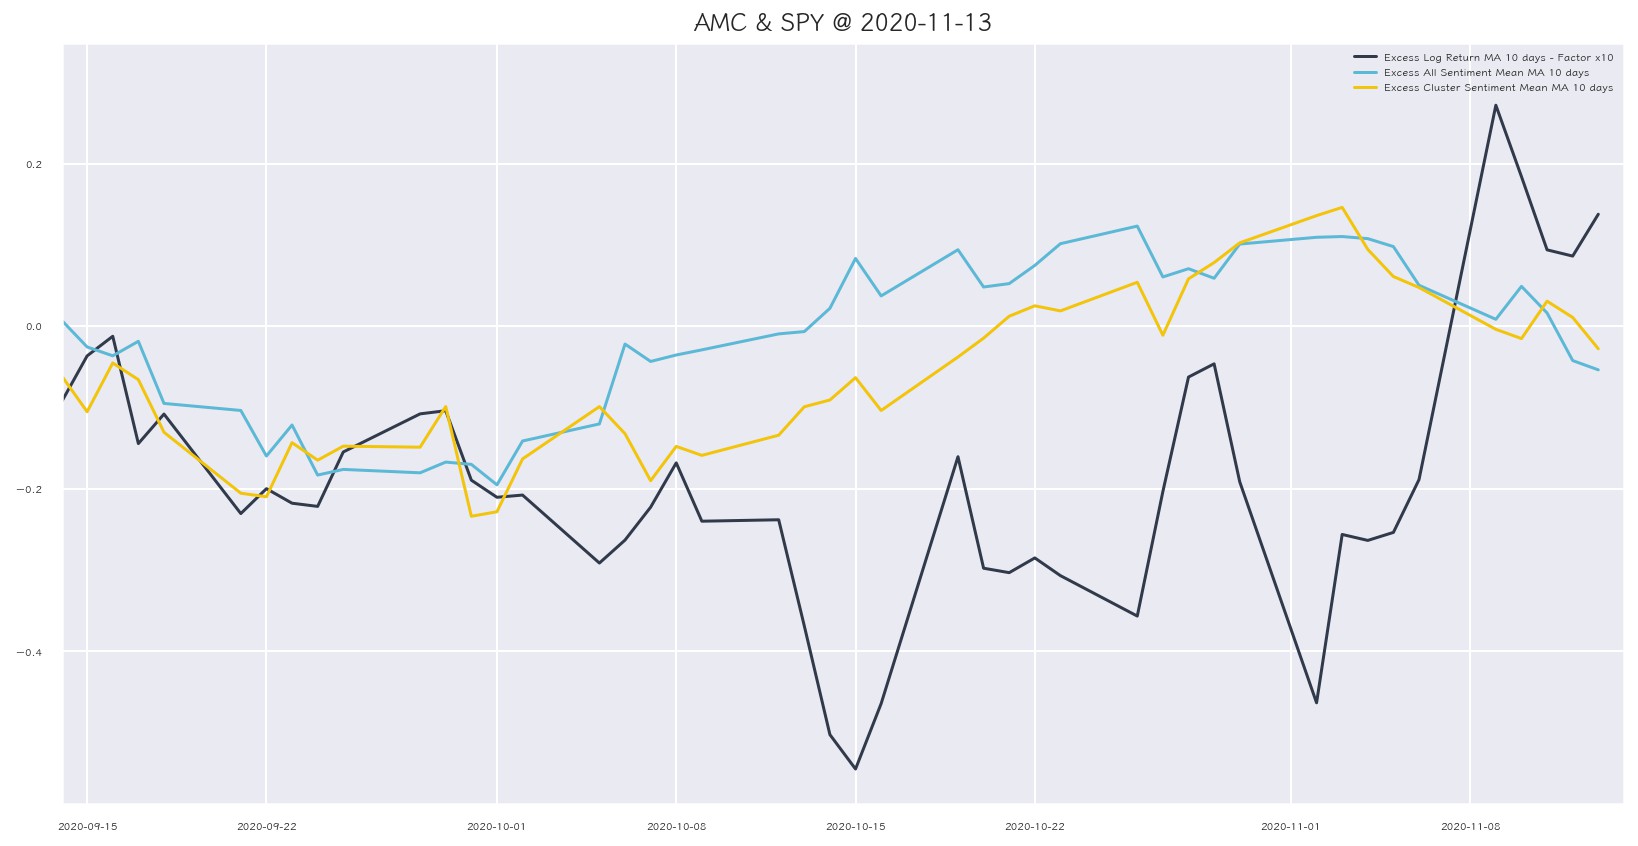 AMC & SPY @ 2020-11-13
Excess Log Return MA 10 days - Factor x10
Excess All Sentiment Mean MA 10 days
Excess Cluster Sentiment Mean MA 10 days
0.2
0.0
−0.2
−0.4
2020-09-15 2020-09-22 2020-10-01 2020-10-08 2020-10-15 2020-10-22 2020-11-01 2020-11-08